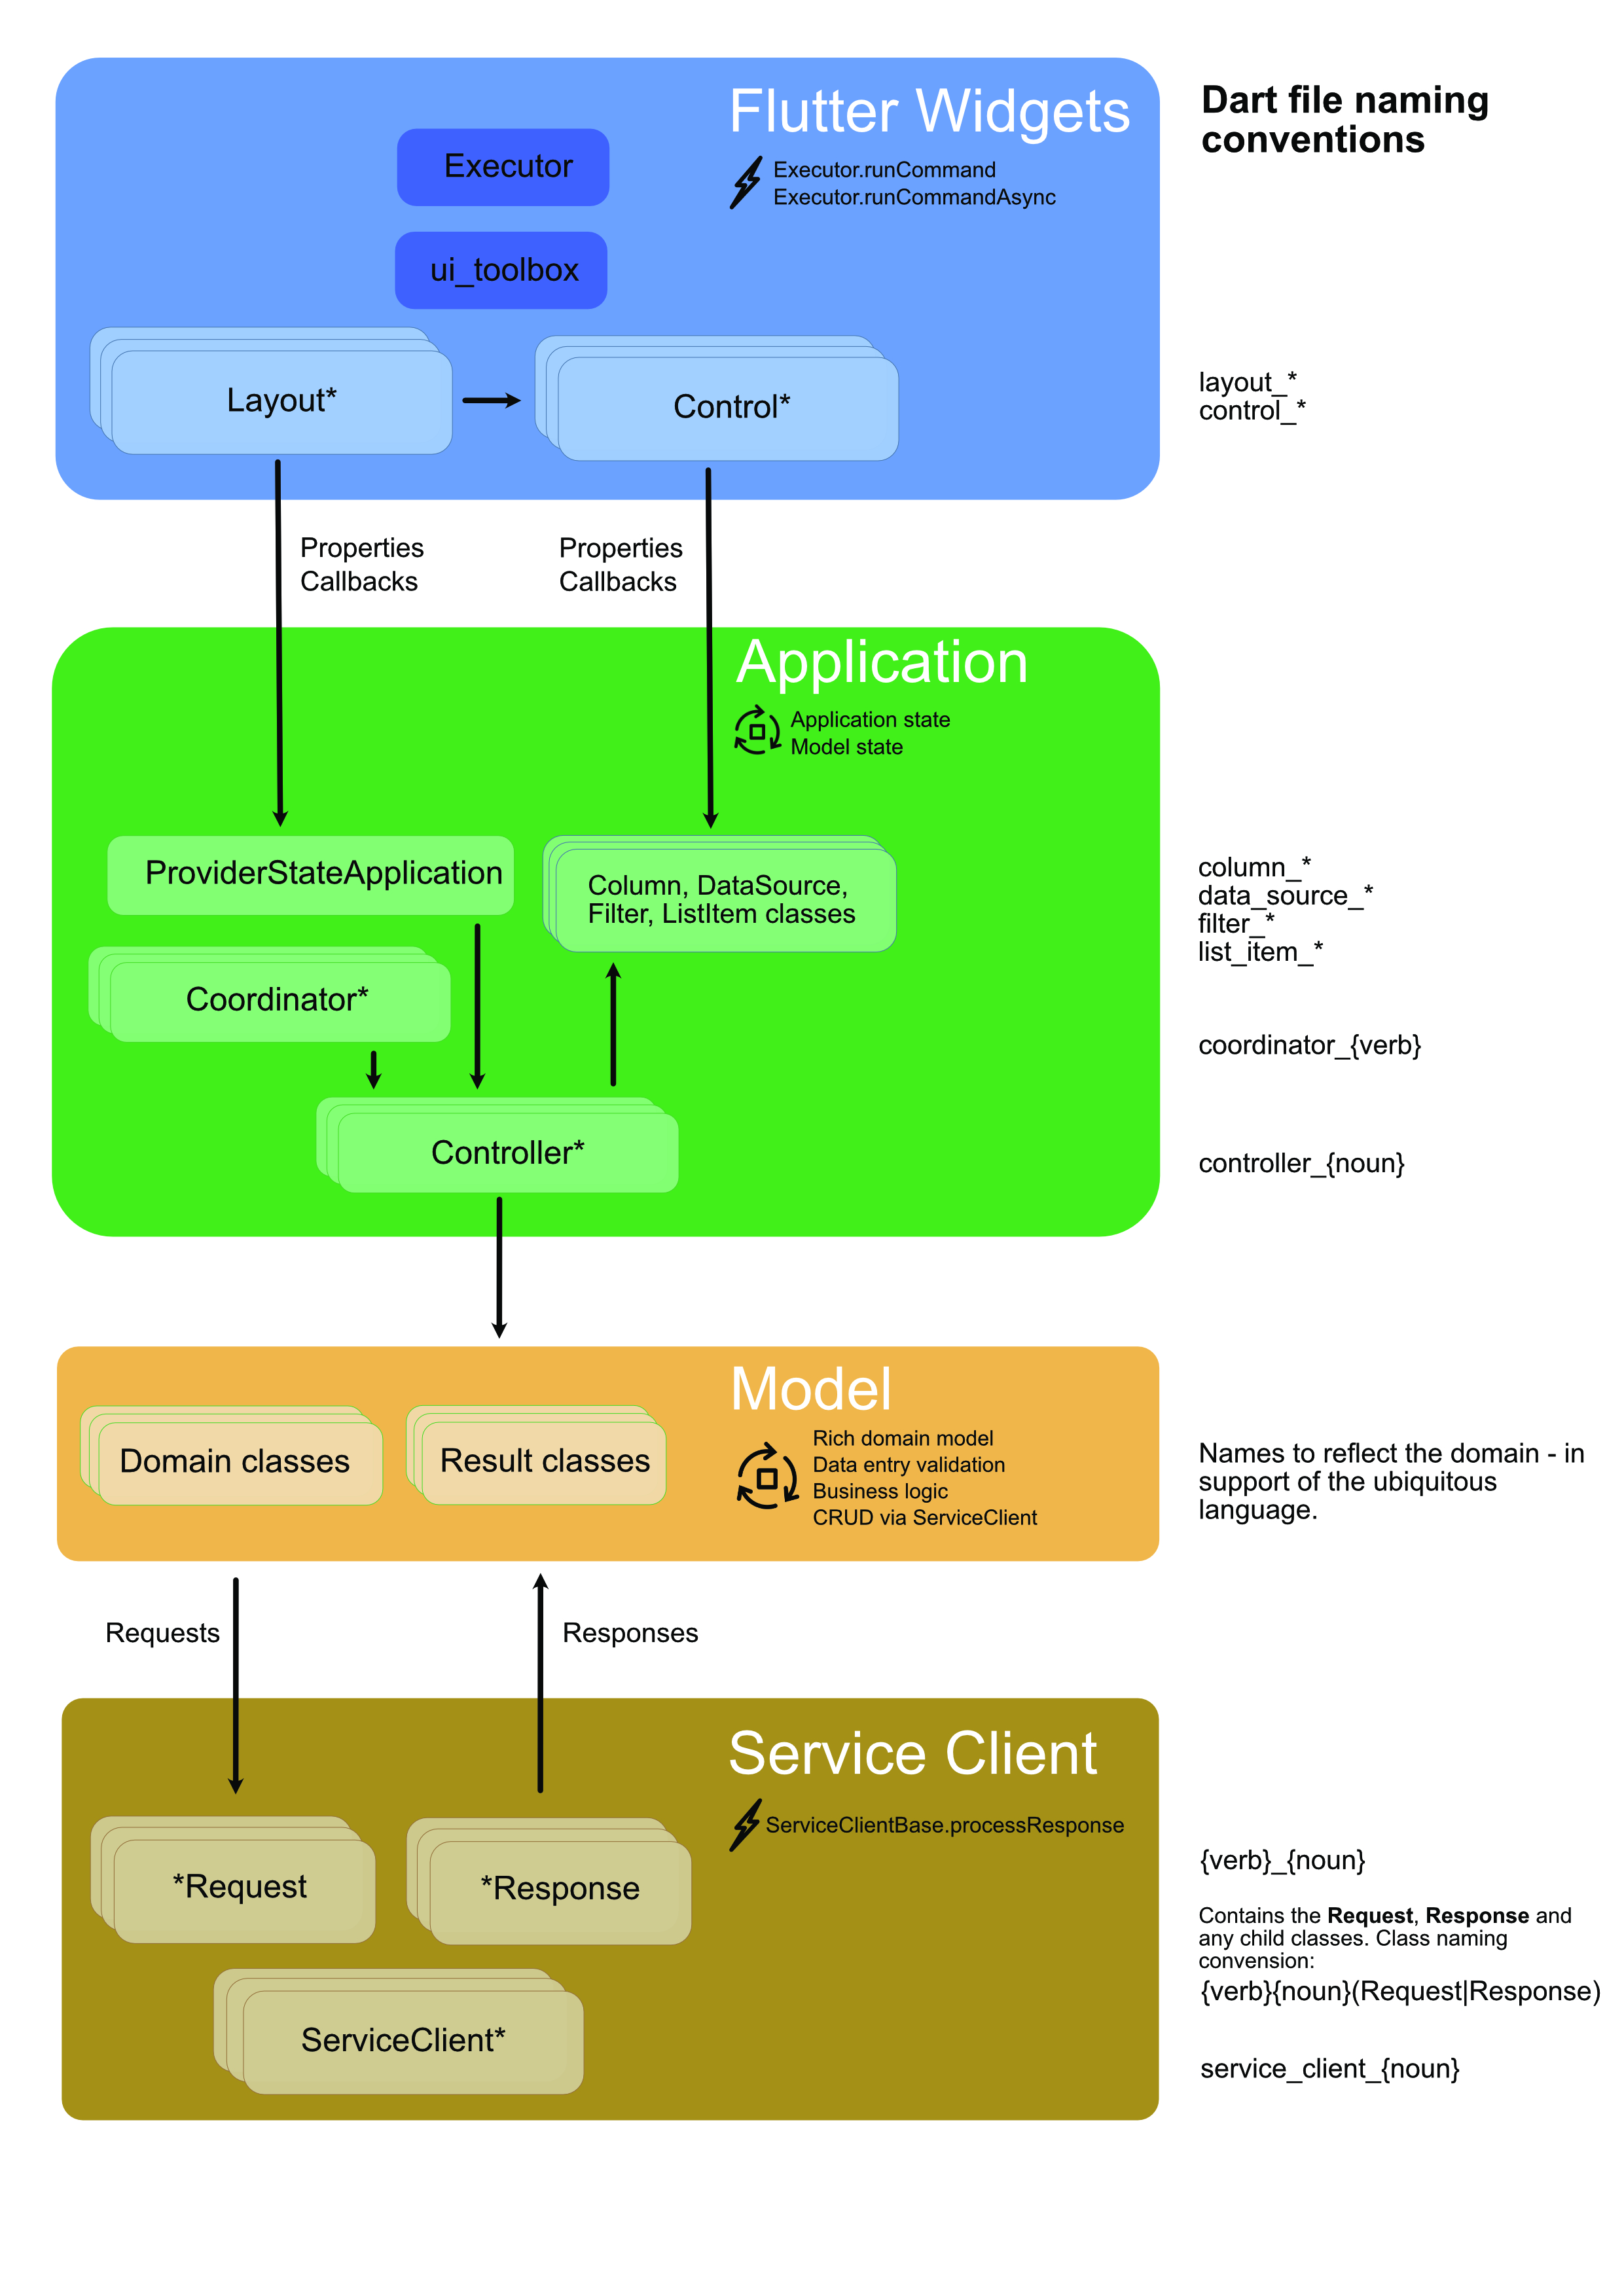 Flutter Widgets
Dart file naming
conventions
Executor
Executor.runCommand
Executor.runCommandAsync
ui_toolbox
Layout*
Control*
layout_*
control_*
Properties
Callbacks
Properties
Callbacks
Application
Application state
Model state
ProviderStateApplication
Column, DataSource,
Filter, ListItem classes
column_*
data_source_*
filter_*
list_item_*
Coordinator*
coordinator_{verb}
Controller*
controller_{noun}
Model
Domain classes
Result classes
Rich domain model
Data entry validation
Business logic
CRUD via ServiceClient
Names to reflect the domain - in
support of the ubiquitous
language.
Requests
Responses
Service Client
ServiceClientBase.processResponse
*Request
*Response
{verb}_{noun}
Contains the Request, Response and
any child classes. Class naming
convension:
{verb}{noun}(Request|Response)
ServiceClient*
service_client_{noun}